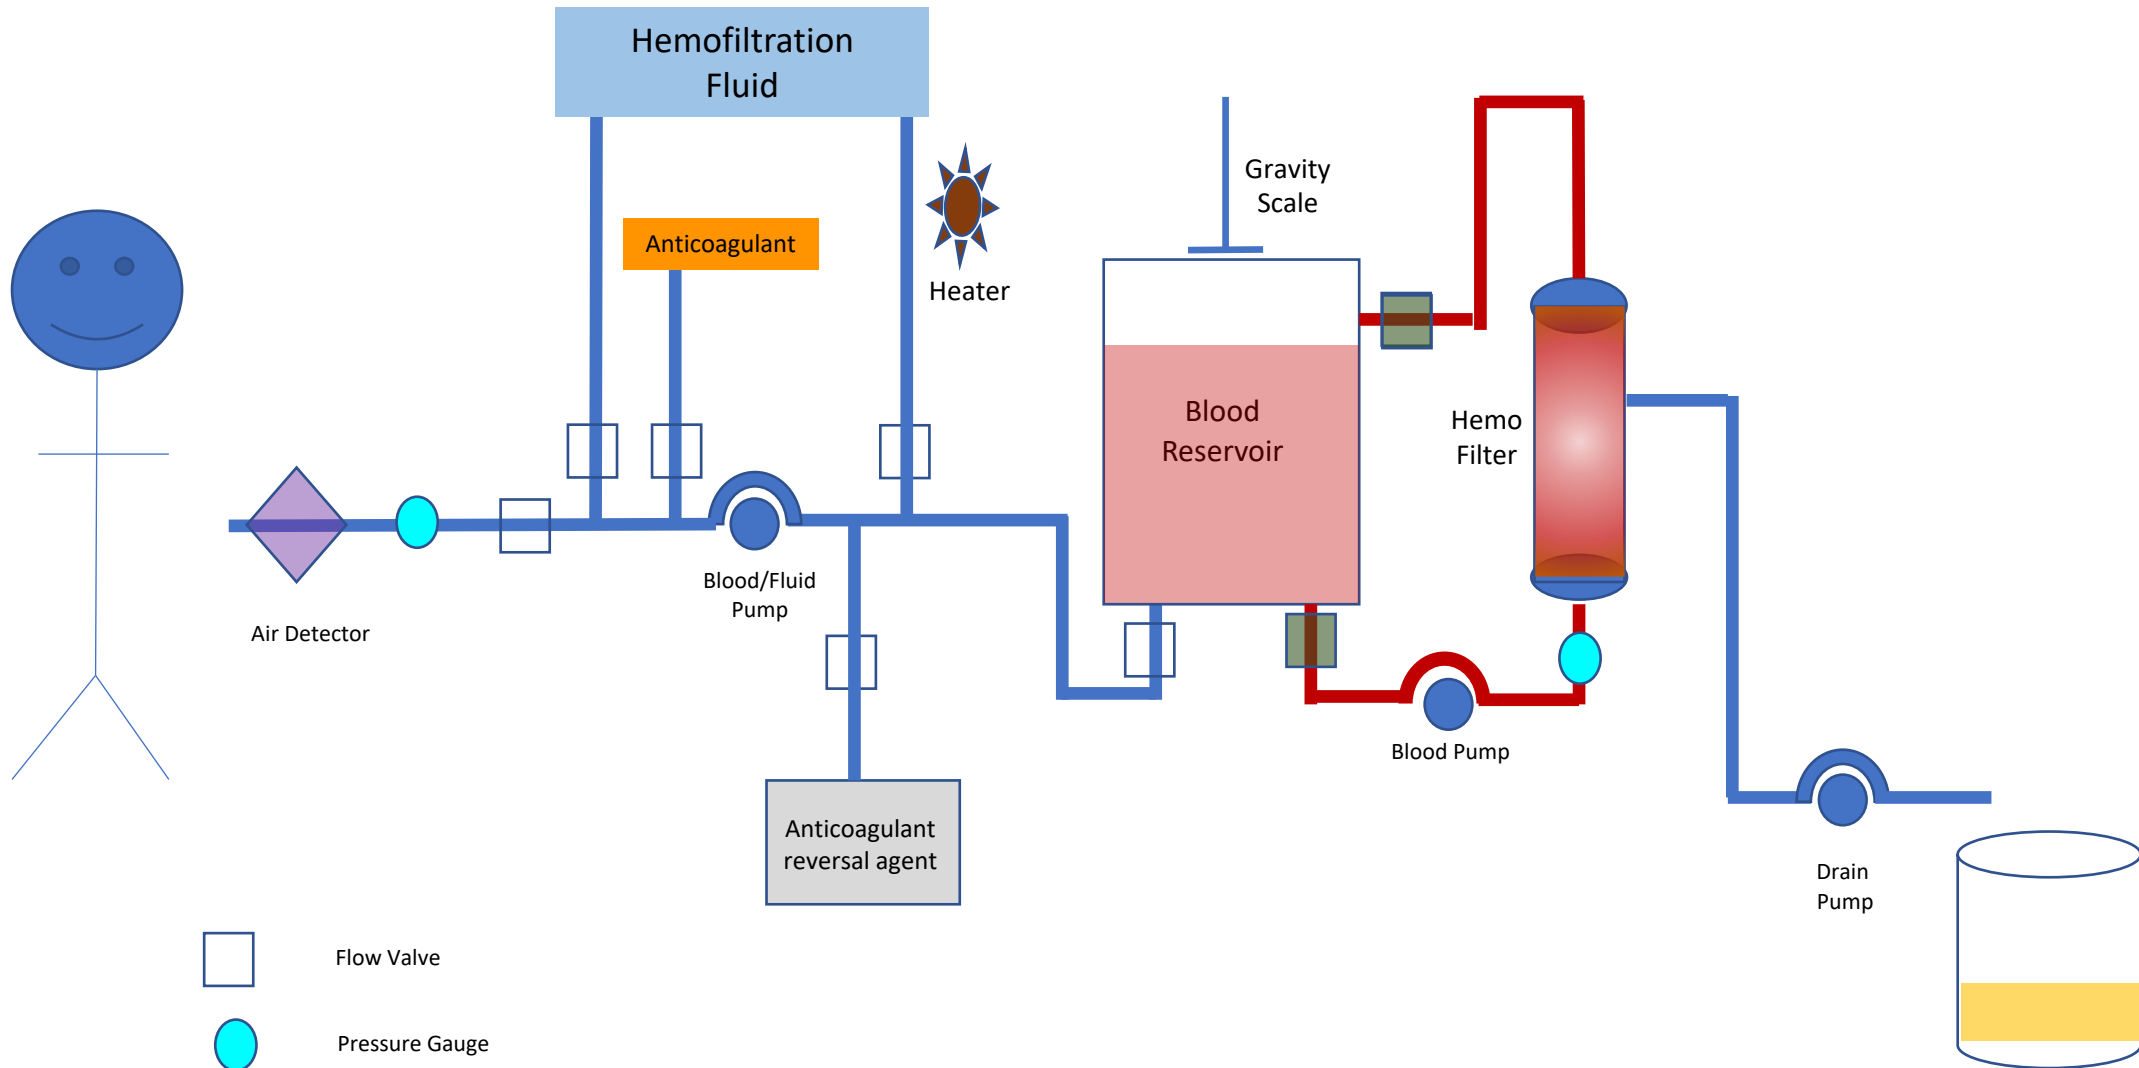 Hemofiltration
Fluid
Gravity
Scale
Anticoagulant
Heater
Blood
Reservoir
Hemo
Filter
Blood/Fluid
Pump
Air Detector
Blood Pump
Anticoagulant
reversal agent
Drain
Pump
Flow Valve
Pressure Gauge